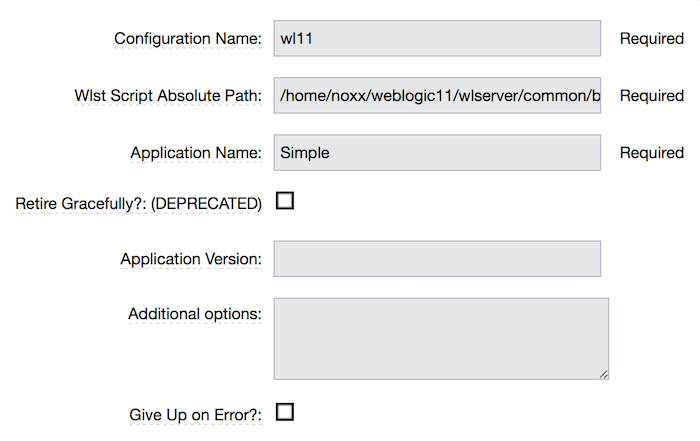 Configuration Name: wl11 Required
Wlst Script Absolute Path: /home/noxx/weblogic11/wlserver/common/b Required
Application Name: Simple Required
Retire Gracefully?: (DEPRECATED)
Application Version:
Additional options:
Give Up on Error?: